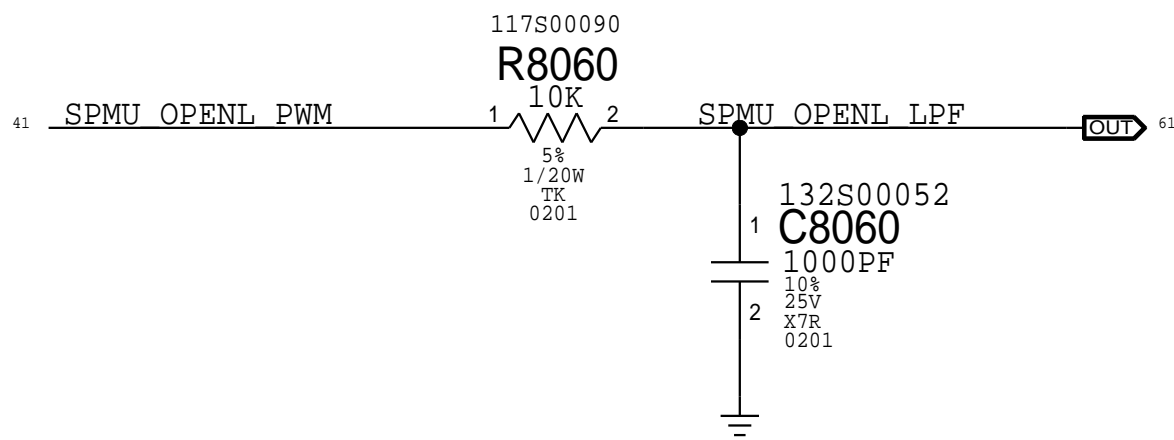 117S00090
R8060
10K
41 SPMU_OPENL_PWM 1 2 SPMU_OPENL_LPF OUT 61
5%
1/20W
TK
0201
132S00052
1 C8060
1000PF
10%
25V
2 X7R
0201